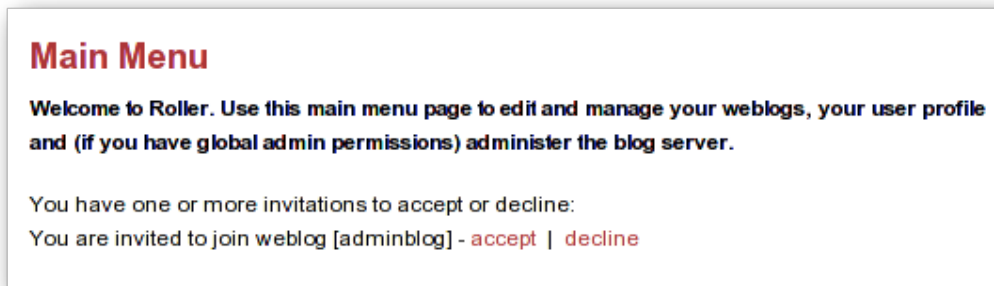 Main Menu
Welcome to Roller. Use this main menu page to edit and manage your weblogs, your user profile
and (if you have global admin permissions) administer the blog server.
You have one or more invitations to accept or decline:
You are invited to join weblog [adminblog] - accept | decline